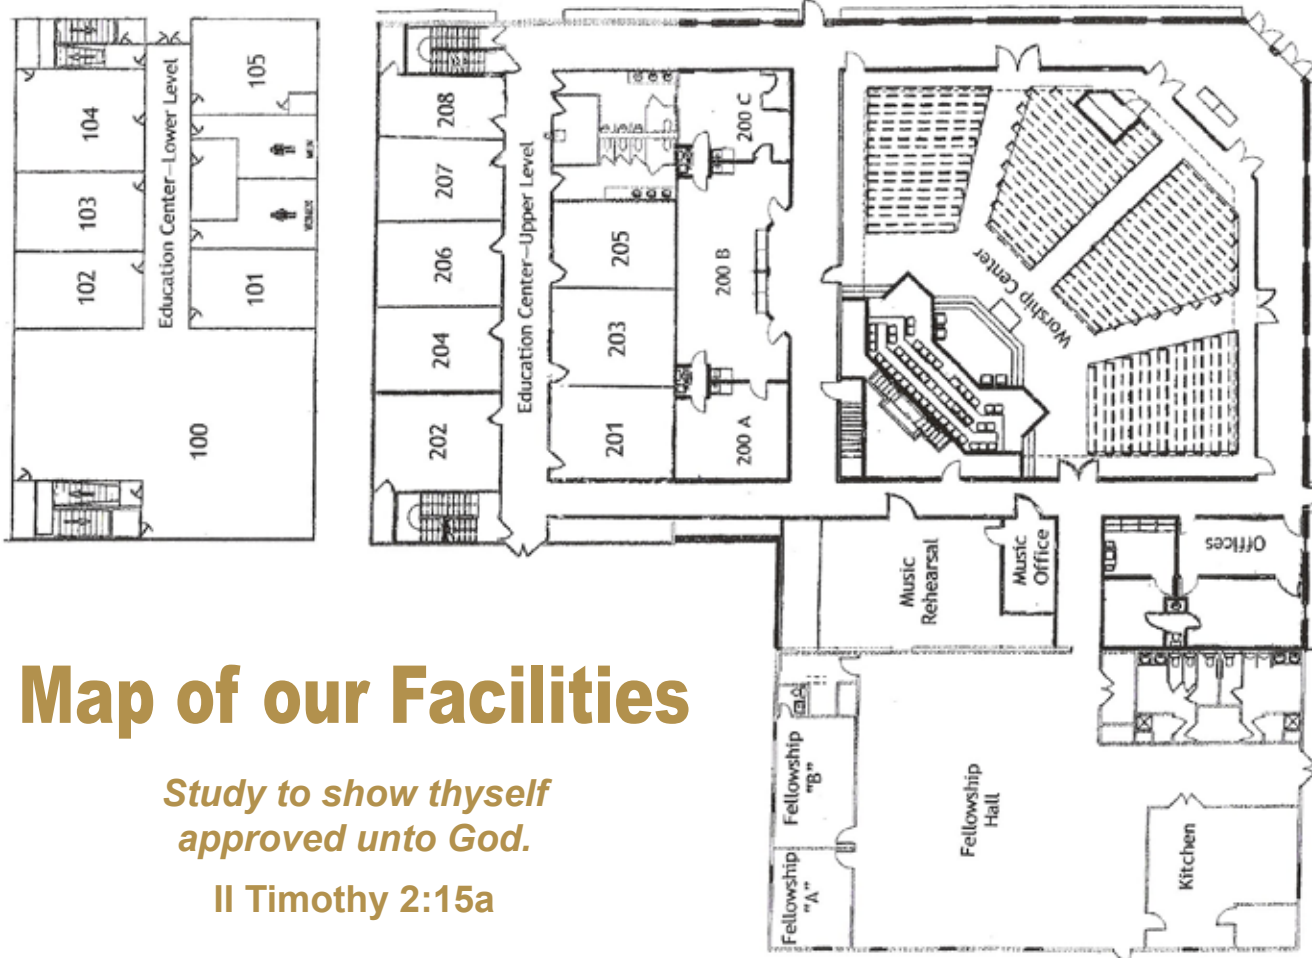 104
103
102
Education Center–Lower Level
105
MEN
WOMEN
101
100
208
207
206
204
202
Education Center–Upper Level
205
203
201
200 C
200 B
200 A
Worship Center
Music
Rehearsal
Music
Office
Offices
Fellowship
"B"
Fellowship
"A"
Fellowship
Hall
Kitchen
Map of our Facilities
Study to show thyself
approved unto God.
II Timothy 2:15a